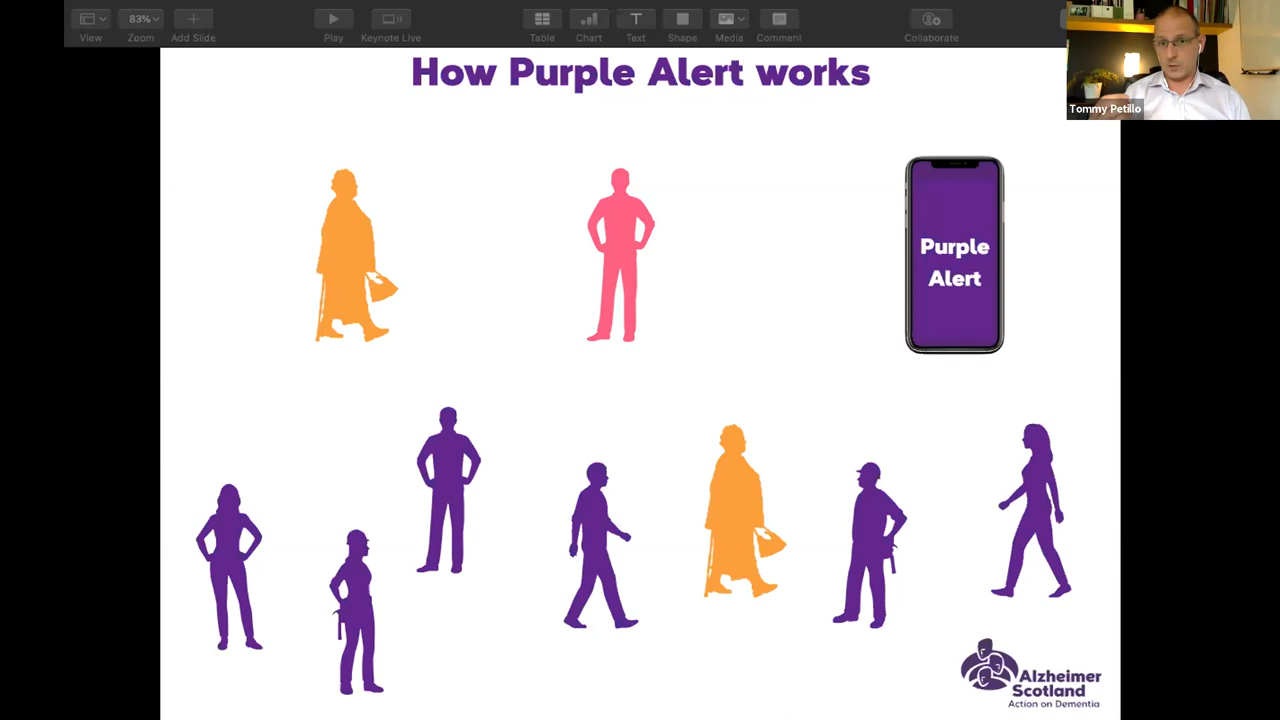 83%
View
Zoom
Add Slide
Play
Keynote Live
Table
Chart
Text
Shape
Media
Comment
Collaborate
Tommy Petillo
How Purple Alert works
Purple
Alert
Alzheimer
Scotland
Action on Dementia